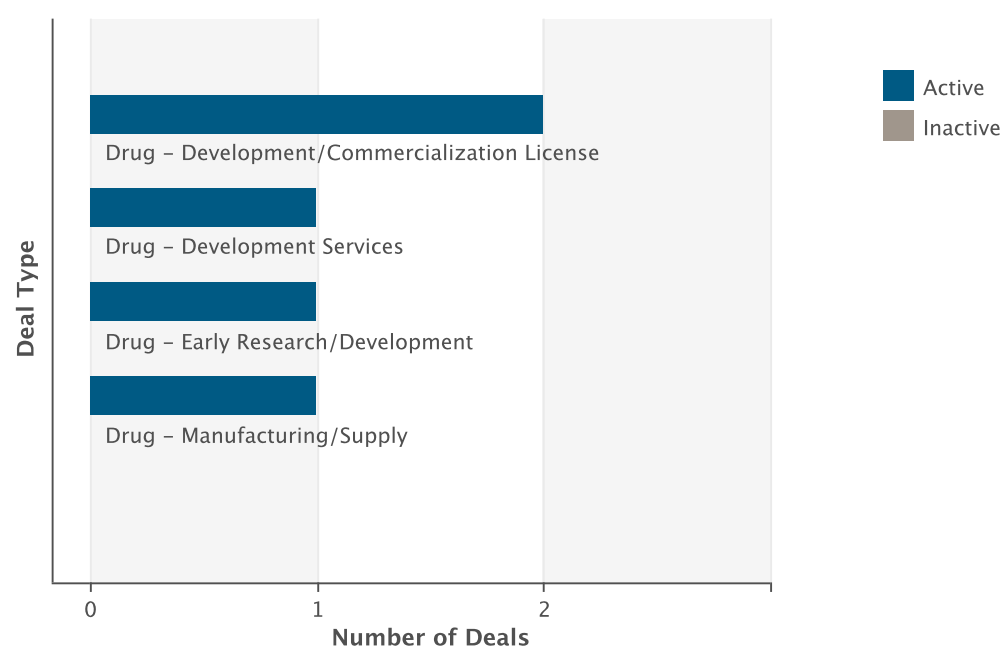 Active
Inactive
Drug – Development/Commercialization License
Drug – Development Services
Drug – Early Research/Development
Drug – Manufacturing/Supply
Deal Type
0 1 2
Number of Deals